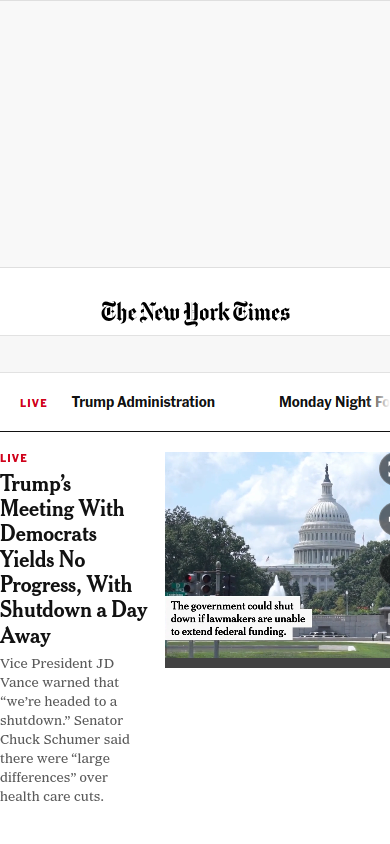 The New York Times
LIVE
Trump Administration
Monday Night Fo
LIVE
Trump's
Meeting With
Democrats
Yields No
Progress, With
Shutdown a Day
Away
Vice President JD
Vance warned that
“we're headed to a
shutdown.” Senator
Chuck Schumer said
there were “large
differences” over
health care cuts.
The government could shut
down if lawmakers are unable
to extend federal funding.